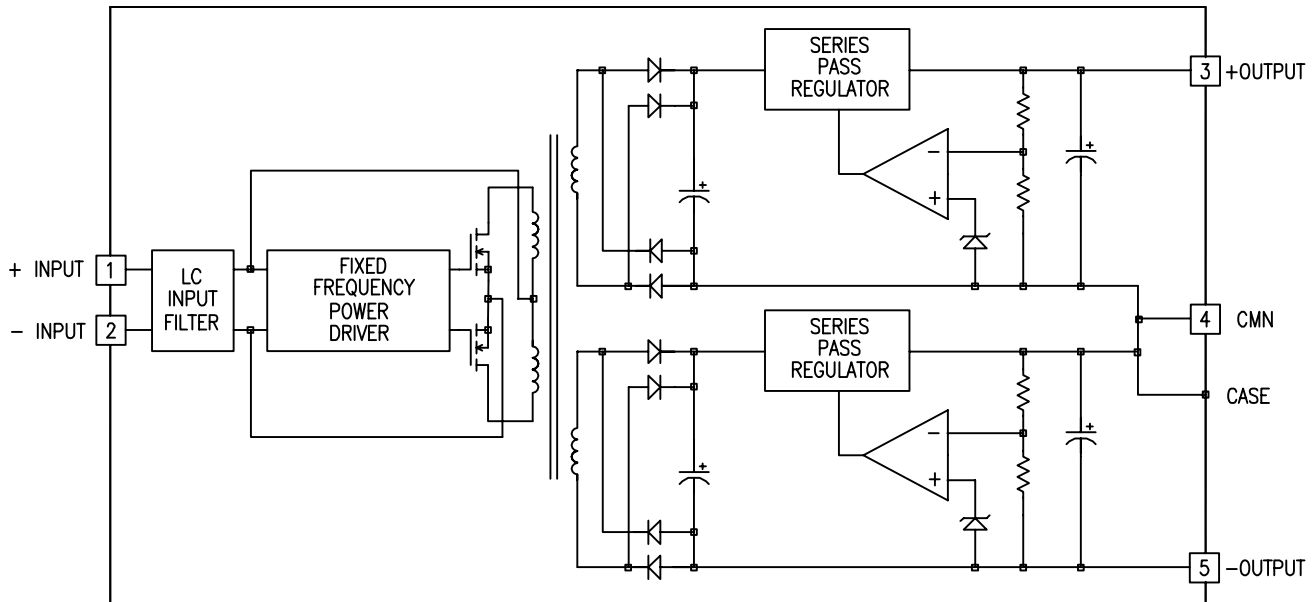 SERIES
PASS
REGULATOR
3 +OUTPUT
−
+
+
+
+ INPUT 1
LC
INPUT
FILTER
FIXED
FREQUENCY
POWER
DRIVER
− INPUT 2
4 CMN
SERIES
PASS
REGULATOR
CASE
−
+
+
+
5 −OUTPUT